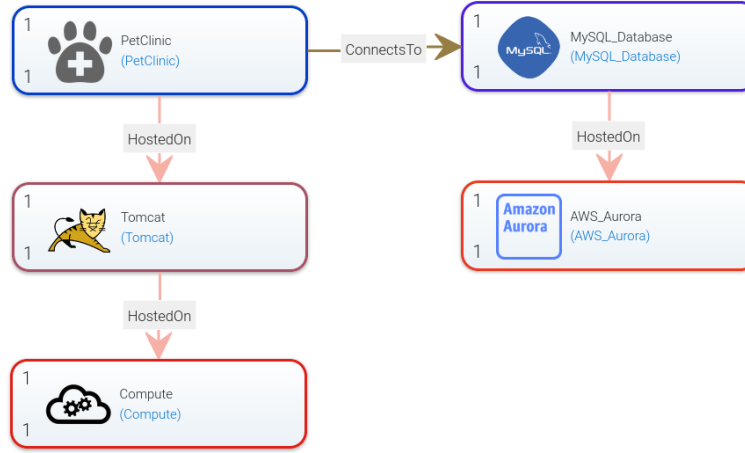 1
PetClinic
(PetClinic)
1
ConnectsTo
1
MySQL
MySQL_Database
(MySQL_Database)
1
HostedOn
HostedOn
1
Tomcat
(Tomcat)
1
1
Amazon
Aurora
AWS_Aurora
(AWS_Aurora)
1
HostedOn
1
Compute
(Compute)
1